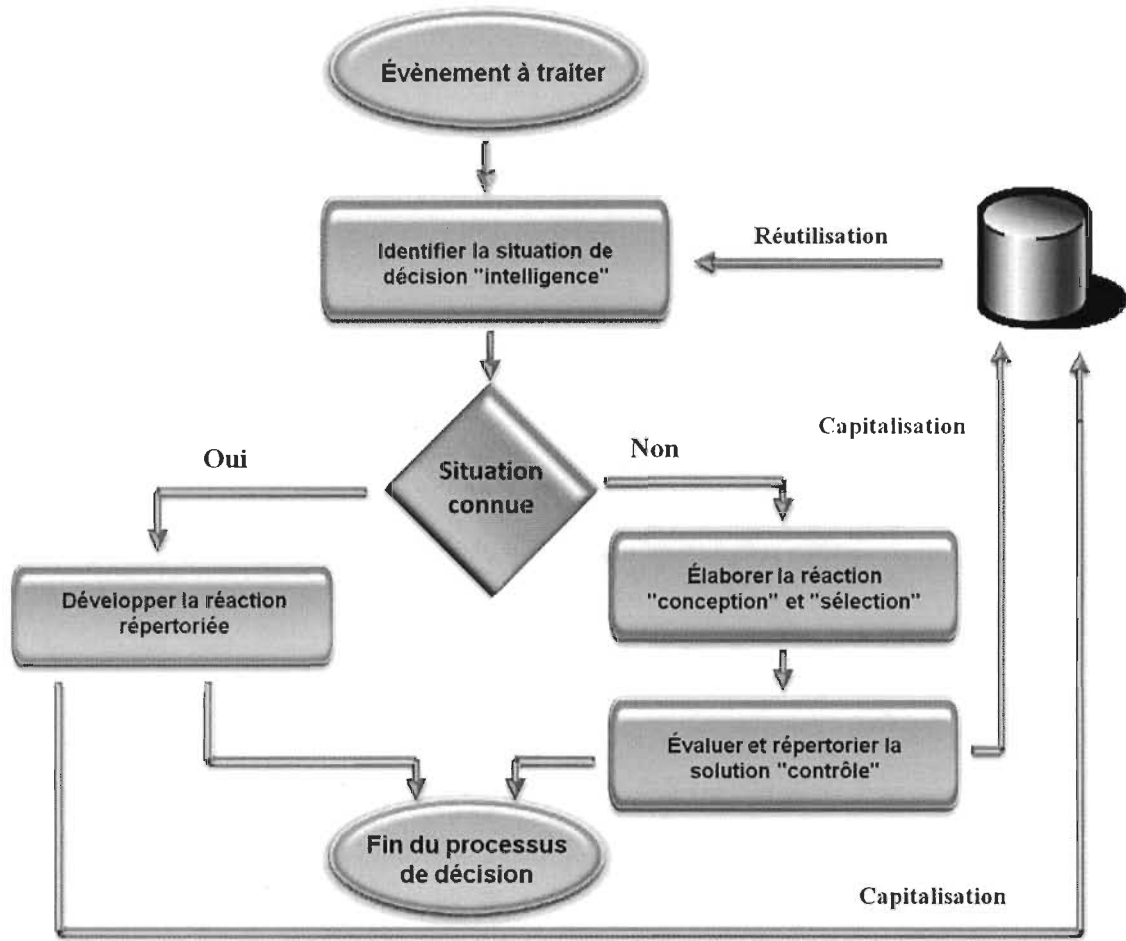 Évènement à traiter
Identifier la situation de
décision "intelligence"
Réutilisation
Capitalisation
Oui
Non
Situation
connue
Développer la réaction
répertoriée
Élaborer la réaction
"conception" et "sélection"
Évaluer et répertorier la
solution "contrôle"
Fin du processus
de décision
Capitalisation